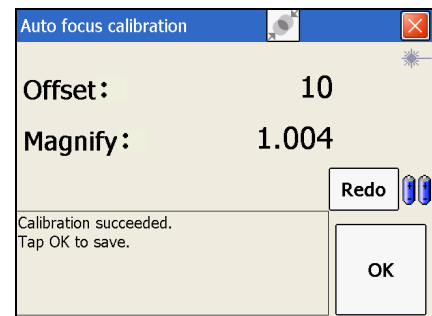 Auto focus calibration
Offset: 10
Magnify: 1.004
Redo
Calibration succeeded.
Tap OK to save.
OK